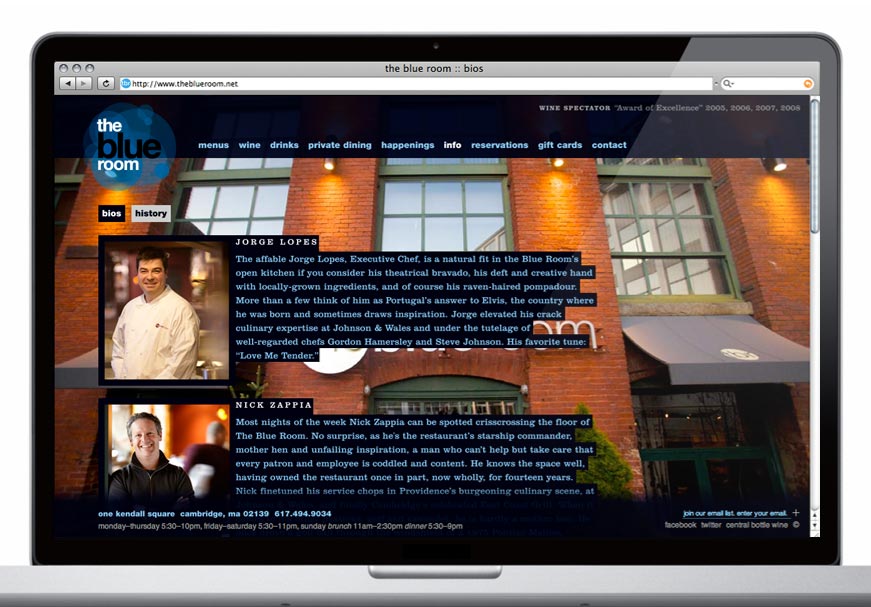 the blue room :: bios
http://www.theblueroom.net
WINE SPECTATOR "Award of Excellence" 2005, 2006, 2007, 2008
the
blue
room
menus wine drinks private dining happenings info reservations gift cards contact
bios history
JORGE LOPES
The affable Jorge Lopes, Executive Chef, is a natural fit in the Blue Room's
open kitchen if you consider his theatrical bravado, his deft and creative hand
with locally-grown ingredients, and of course his raven-haired pompadour.
More than a few think of him as Portugal's answer to Elvis, the country where
he was born and sometimes draws inspiration. Jorge elevated his crack
culinary expertise at Johnson & Wales and under the tutelage of
well-regarded chefs Gordon Hamersley and Steve Johnson. His favorite tune:
"Love Me Tender."
NICK ZAPPIA
Most nights of the week Nick Zappia can be spotted crisscrossing the floor of
The Blue Room. No surprise, as he's the restaurant's starship commander,
mother hen and unfailing inspiration, a man who can't help but take care that
every patron and employee is coddled and content. He knows the space well,
having owned the restaurant once in part, now wholly, for fourteen years.
Nick finetuned his service chops in Providence's burgeoning culinary scene, at
one kendall square cambridge, ma 02139 617.494.9034
monday–thursday 5:30–10pm, friday–saturday 5:30–11pm, sunday brunch 11am–2:30pm dinner 5:30–9pm
join our email list. enter your email. +
facebook twitter central bottle wine ©